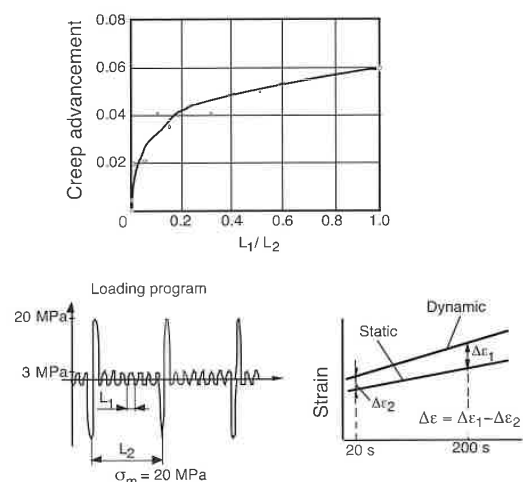 Creep advancement
0.08
0.06
0.04
0.02
0
0.2
0.4
0.6
0.8
1.0
L₁/ L₂
Loading program
20 MPa
3 MPa
L₁
L₂
σₘ = 20 MPa
Strain
Dynamic
Static
Δε₁
Δε₂
Δε = Δε₁−Δε₂
20 s
200 s